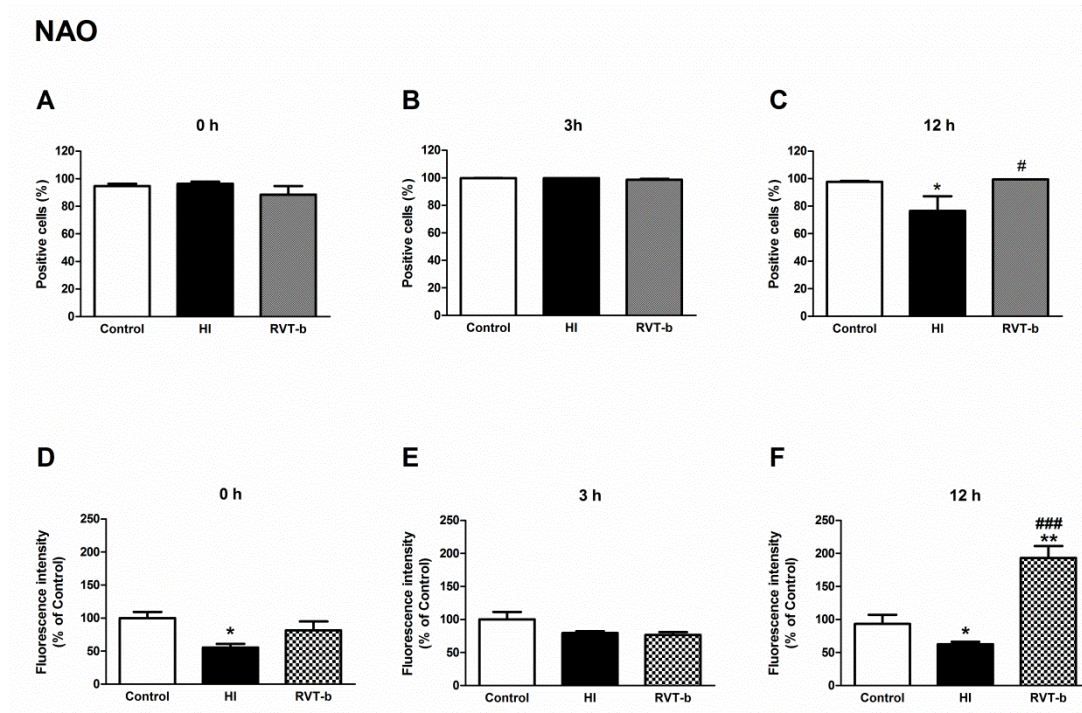 NAO
A
0 h
Positive cells (%)
120
100
80
60
40
20
0
Control HI RVT-b
B
3h
Positive cells (%)
120
100
80
60
40
20
0
Control HI RVT-b
C
12 h
Positive cells (%)
120
100
80
60
40
20
0
*
#
Control HI RVT-b
D
0 h
Fluorescence intensity
(% of Control)
250
200
150
100
50
0
*
Control HI RVT-b
E
3 h
Fluorescence intensity
(% of Control)
250
200
150
100
50
0
Control HI RVT-b
F
12 h
Fluorescence intensity
(% of Control)
250
200
150
100
50
0
*
###
**
Control HI RVT-b